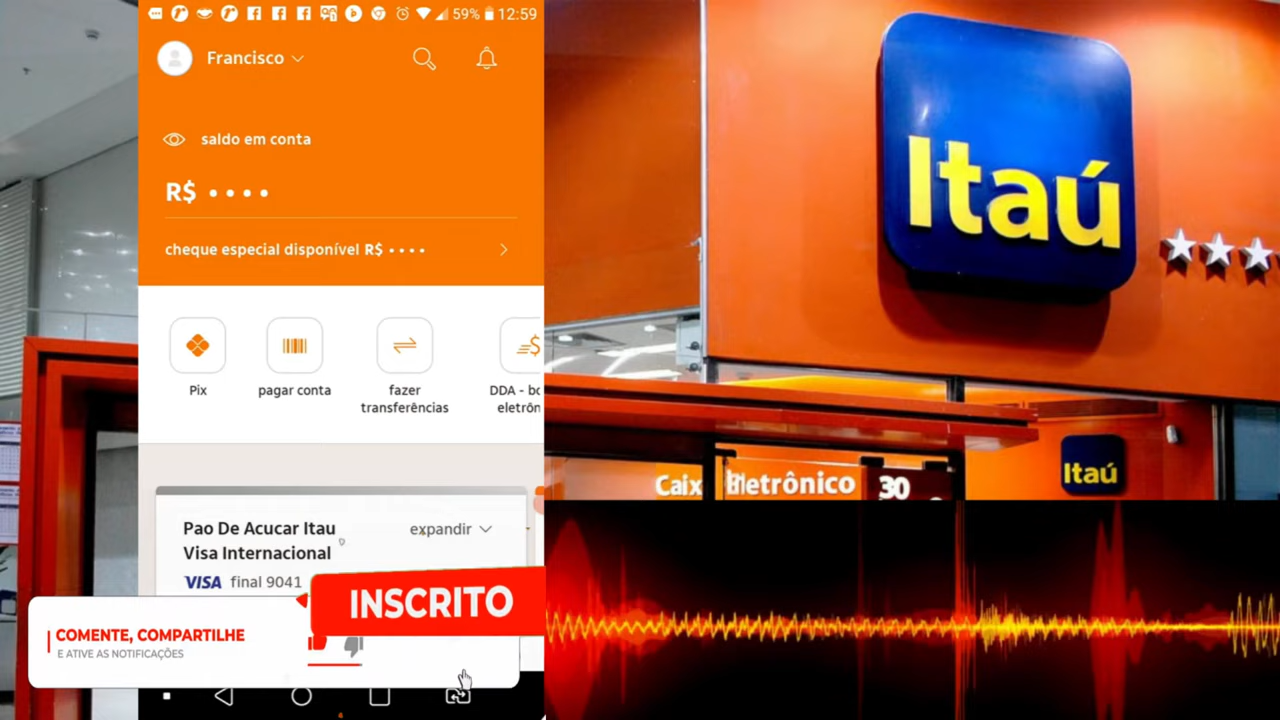 59% 12:59
Francisco
saldo em conta
R$ ••••
cheque especial disponível R$ ••••
Pix
pagar conta
fazer
transferências
DDA - bo
eletrôn
Pao De Acucar Itau
Visa Internacional
expandir
VISA final 9041
INSCRITO
COMENTE, COMPARTILHE
E ATIVE AS NOTIFICAÇÕES
Itaú
Itaú
Caix Eletrônico 30